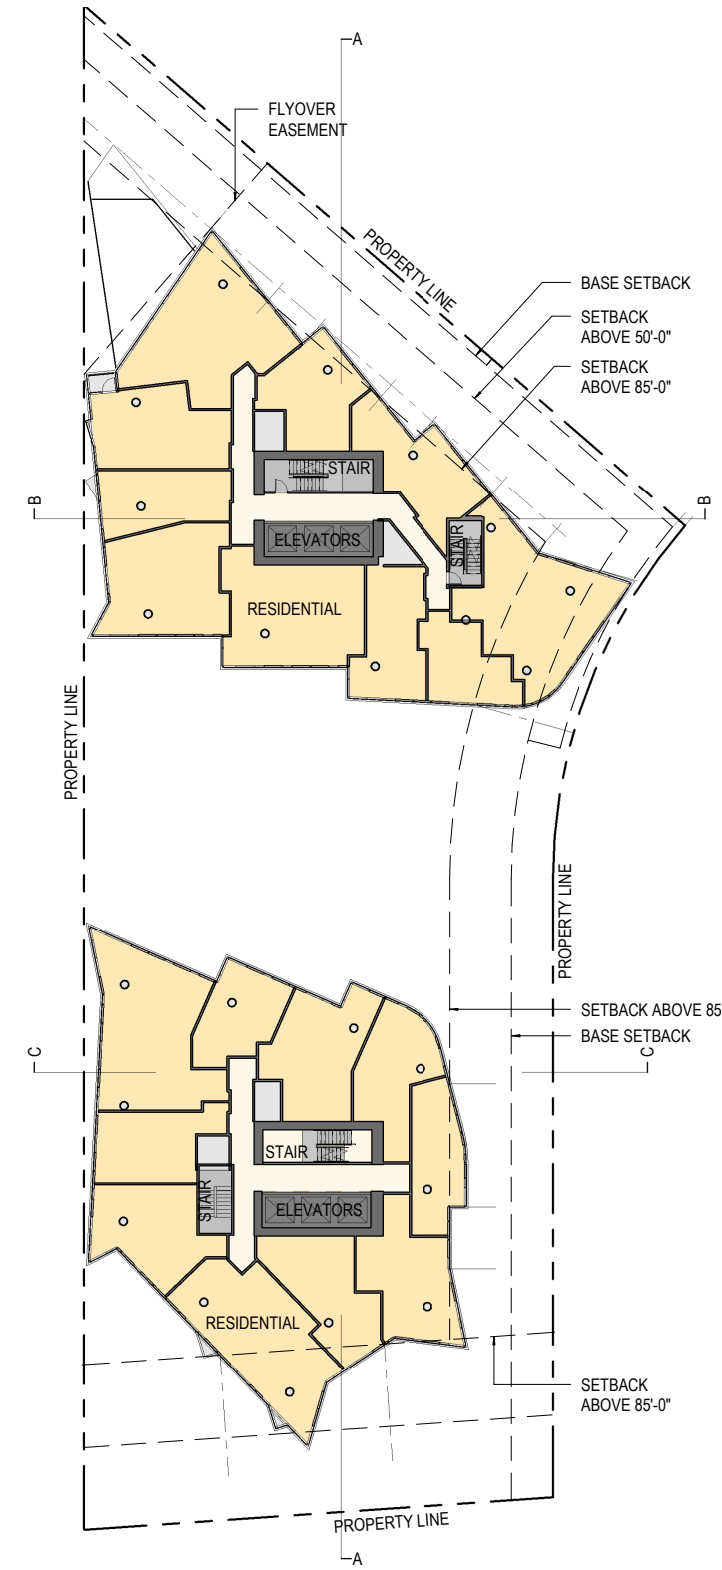 A
FLYOVER
EASEMENT
PROPERTY LINE
BASE SETBACK
SETBACK
ABOVE 50'-0"
SETBACK
ABOVE 85'-0"
STAIR
B
B
ELEVATORS
STAIR
RESIDENTIAL
PROPERTY LINE
PROPERTY LINE
SETBACK ABOVE 85
BASE SETBACK
C
C
STAIR
STAIR
ELEVATORS
RESIDENTIAL
SETBACK
ABOVE 85'-0"
PROPERTY LINE
A